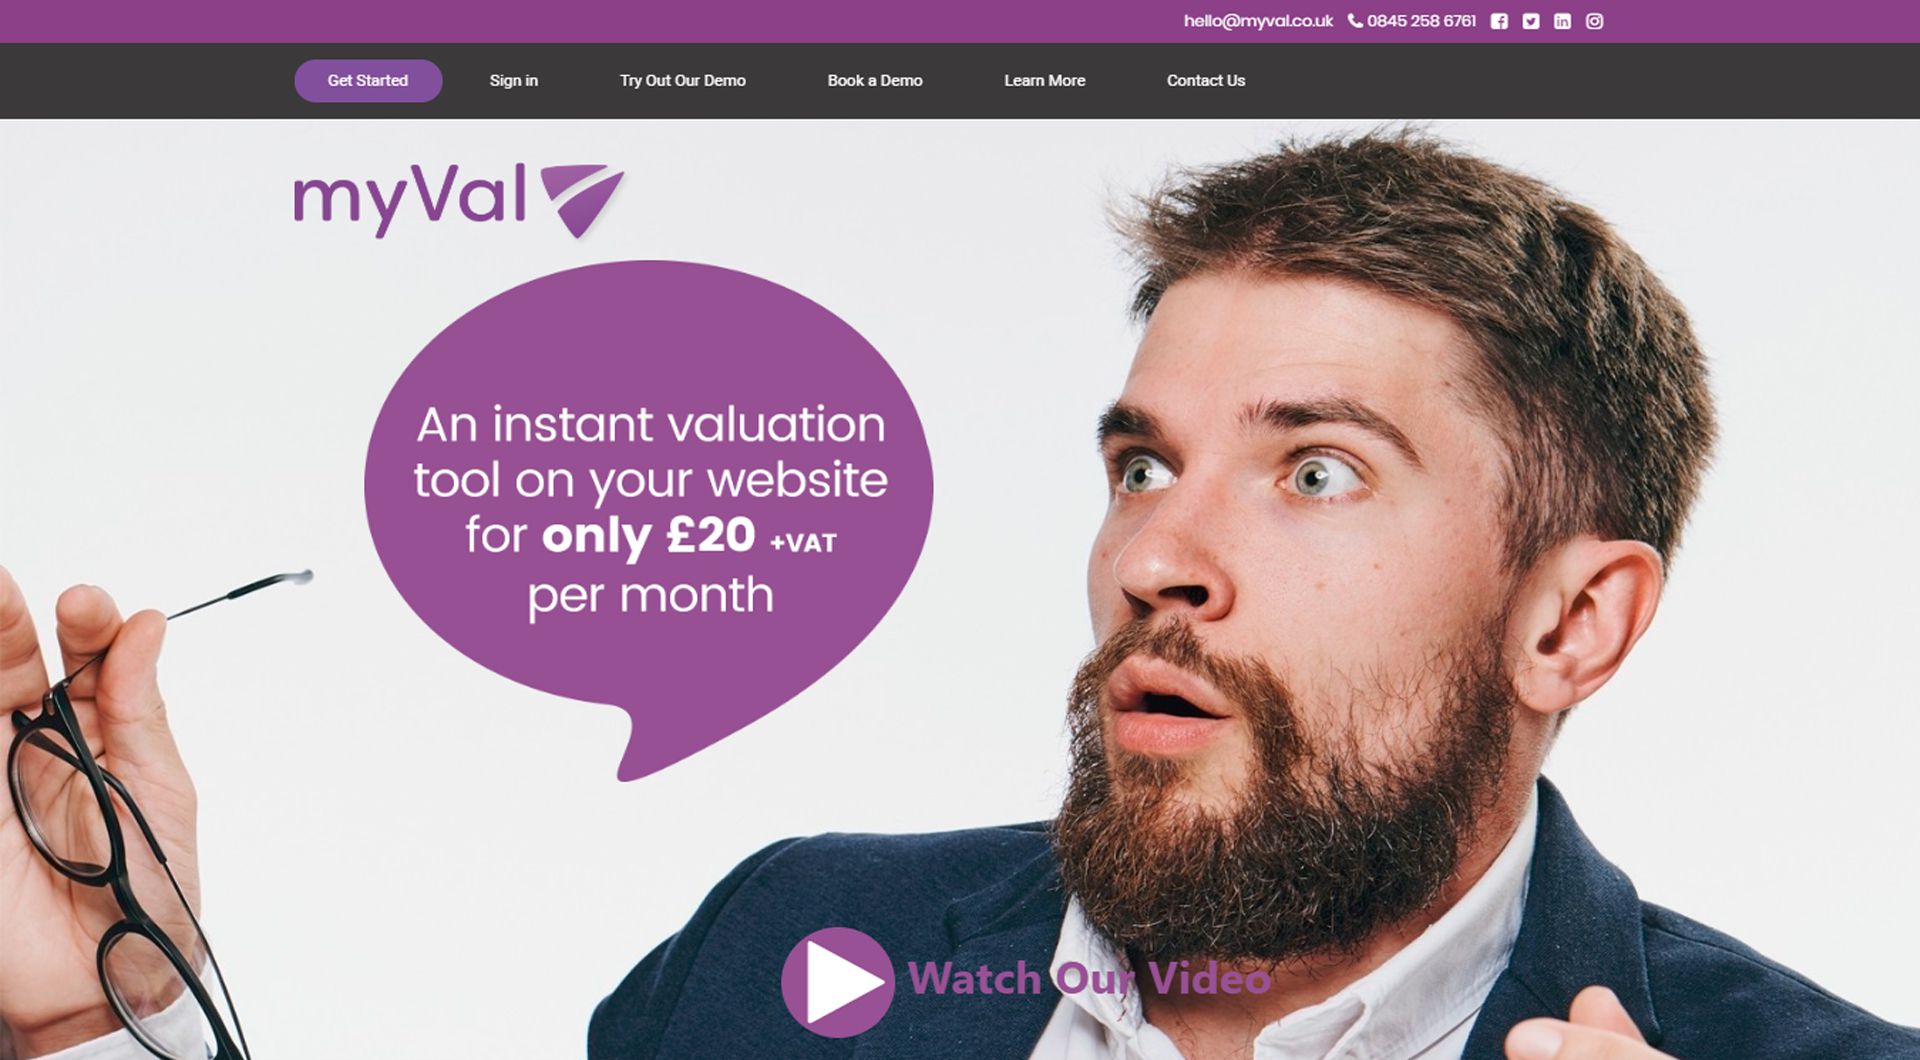 hello@myval.co.uk 0845 258 6761
Get Started Sign in Try Out Our Demo Book a Demo Learn More Contact Us
myVal
An instant valuation
tool on your website
for only £20 +VAT
per month
Watch Our Video